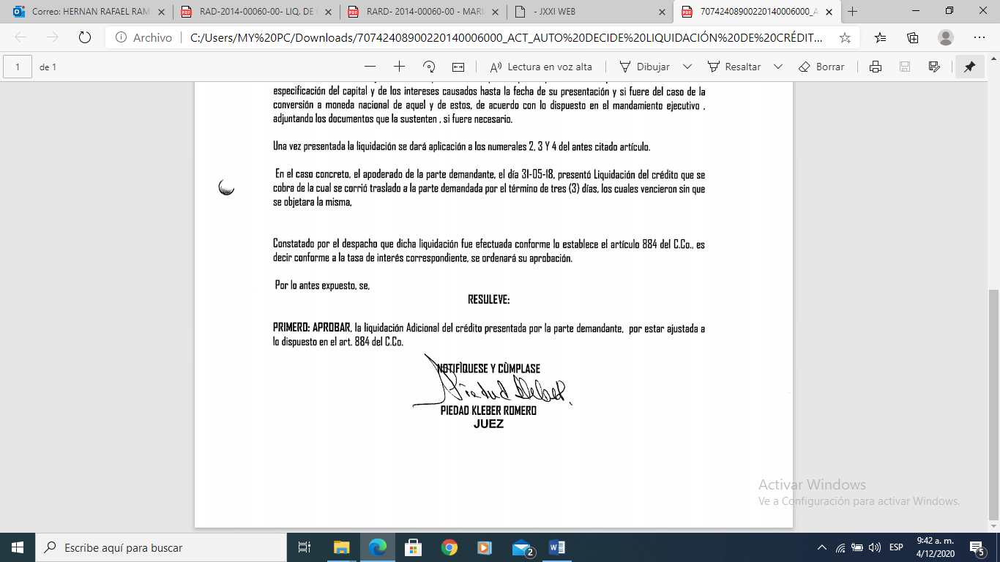 Correo: HERNAN RAFAEL RAM
RAD-2014-00060-00- LIQ. DE
RARD- 2014-00060-00 - MARI
- JXXI WEB
70742408900220140006000_A
Archivo
C:/Users/MY%20PC/Downloads/70742408900220140006000_ACT_AUTO%20DECIDE%20LIQUIDACIÓN%20DE%20CRÉDIT...
1 de 1
Lectura en voz alta
Dibujar
Resaltar
Borrar
especificación del capital y de los intereses causados hasta la fecha de su presentación y si fuere del caso de la
conversión a moneda nacional de aquel y de estos, de acuerdo con lo dispuesto en el mandamiento ejecutivo ,
adjuntando los documentos que la sustenten , si fuere necesario.
Una vez presentada la liquidación se dará aplicación a los numerales 2, 3 Y 4 del antes citado artículo.
En el caso concreto, el apoderado de la parte demandante, el día 31-05-18, presentó Liquidación del crédito que se
cobra de la cual se corrió traslado a la parte demandada por el término de tres (3) días, los cuales vencieron sin que
se objetara la misma,
Constatado por el despacho que dicha liquidación fue efectuada conforme lo establece el artículo 884 del C.Co., es
decir conforme a la tasa de interés correspondiente, se ordenará su aprobación.
Por lo antes expuesto, se,
RESULEVE:
PRIMERO: APROBAR, la liquidación Adicional del crédito presentada por la parte demandante, por estar ajustada a
lo dispuesto en el art. 884 del C.Co.
NOTIFÌQUESE Y CÙMPLASE
Piedad Kleber R.
PIEDAD KLEBER ROMERO
JUEZ
Activar Windows
Ve a Configuración para activar Windows.
Escribe aquí para buscar
2
ESP
9:42 a. m.
4/12/2020
5